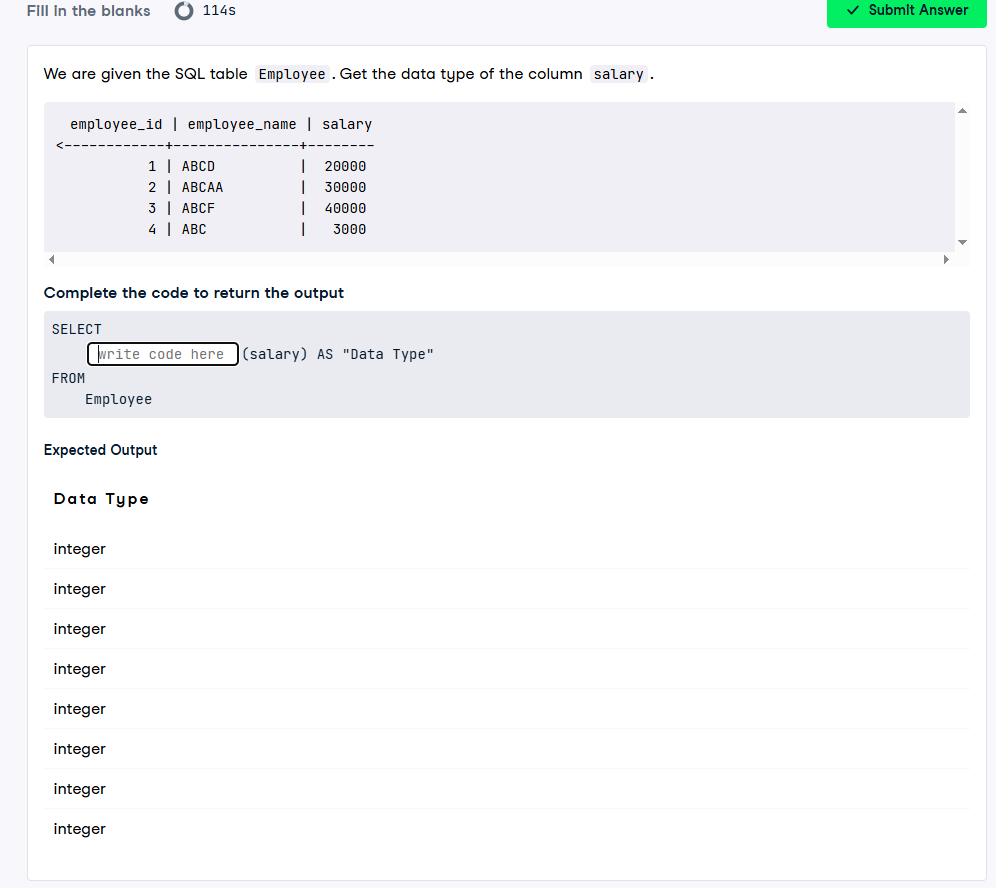 Fill in the blanks 114s Submit Answer
We are given the SQL table Employee. Get the data type of the column salary.
employee_id | employee_name | salary
<------------+---------------+--------
1 | ABCD | 20000
2 | ABCAA | 30000
3 | ABCF | 40000
4 | ABC | 3000
Complete the code to return the output
SELECT
write code here (salary) AS "Data Type"
FROM
Employee
Expected Output
Data Type
integer
integer
integer
integer
integer
integer
integer
integer